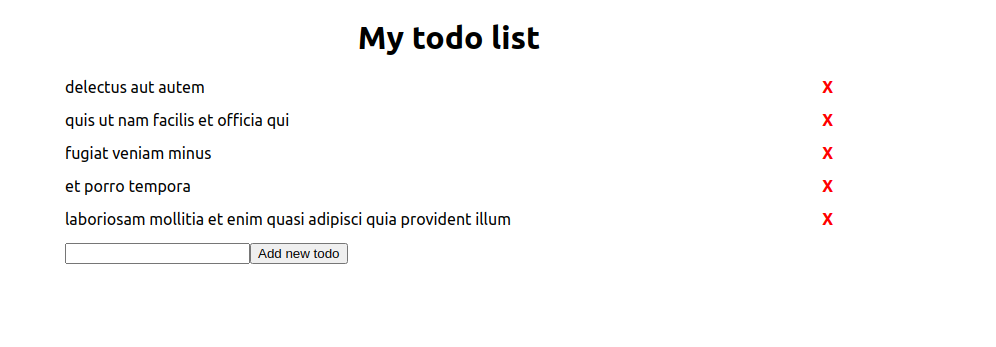 My todo list
delectus aut autem X
quis ut nam facilis et officia qui X
fugiat veniam minus X
et porro tempora X
laboriosam mollitia et enim quasi adipisci quia provident illum X
Add new todo